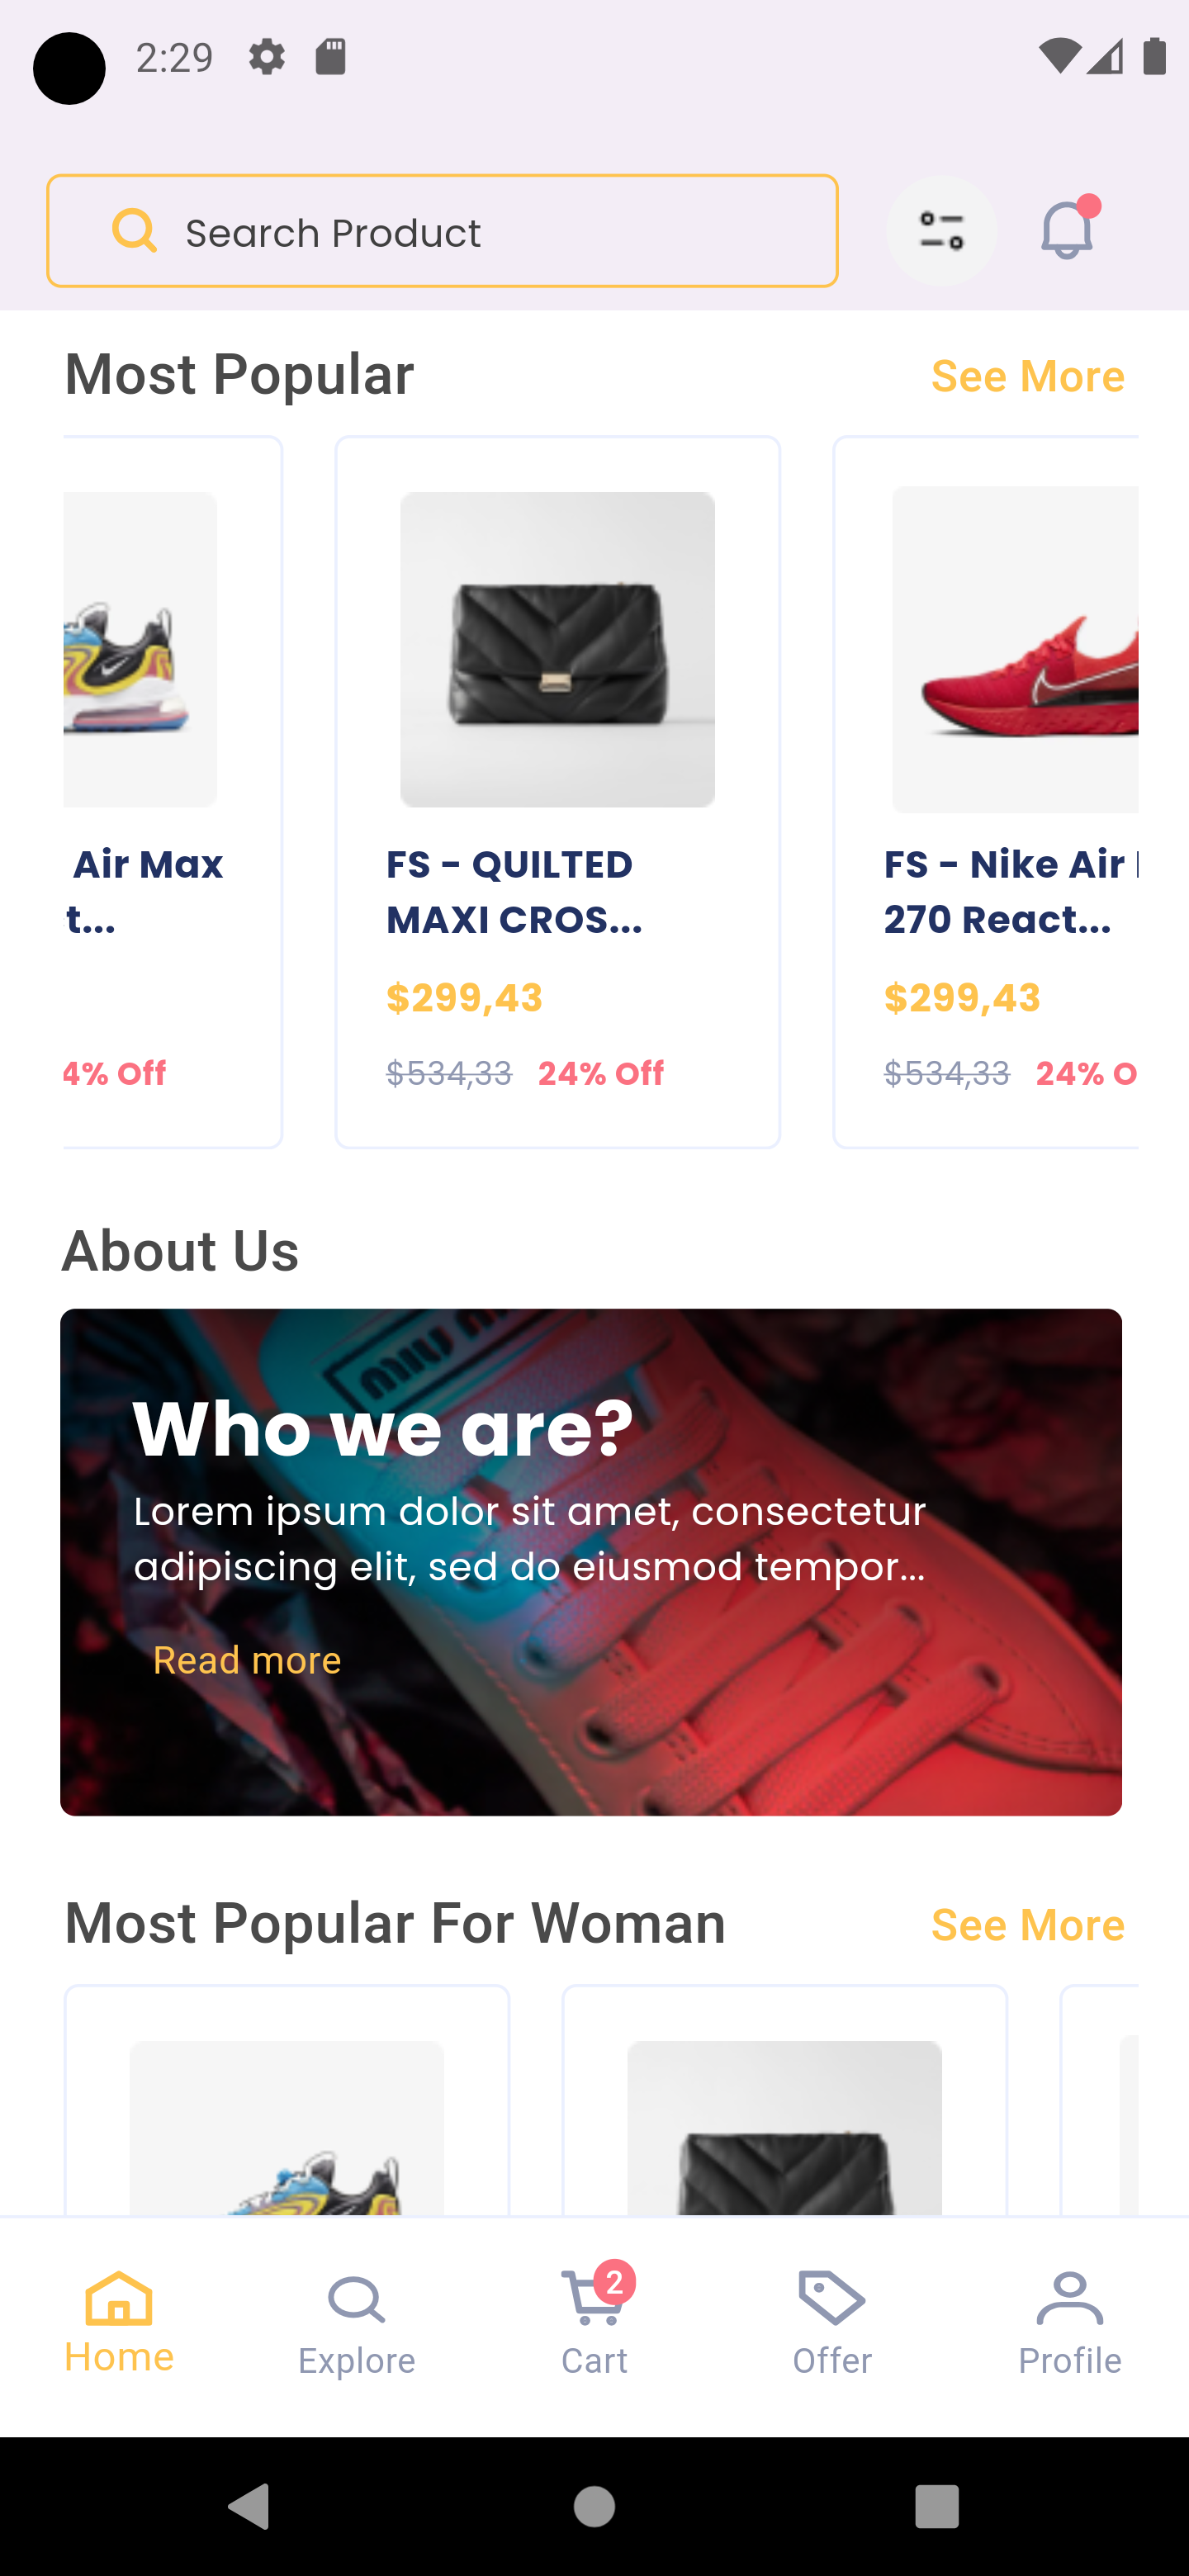 2:29
Search Product
Most Popular
See More
Air Max
t...
4% Off
FS - QUILTED
MAXI CROS...
$299,43
$534,33 24% Off
FS - Nike Air
270 React...
$299,43
$534,33 24% O
About Us
Who we are?
Lorem ipsum dolor sit amet, consectetur
adipiscing elit, sed do eiusmod tempor...
Read more
Most Popular For Woman
See More
2
Home
Explore
Cart
Offer
Profile